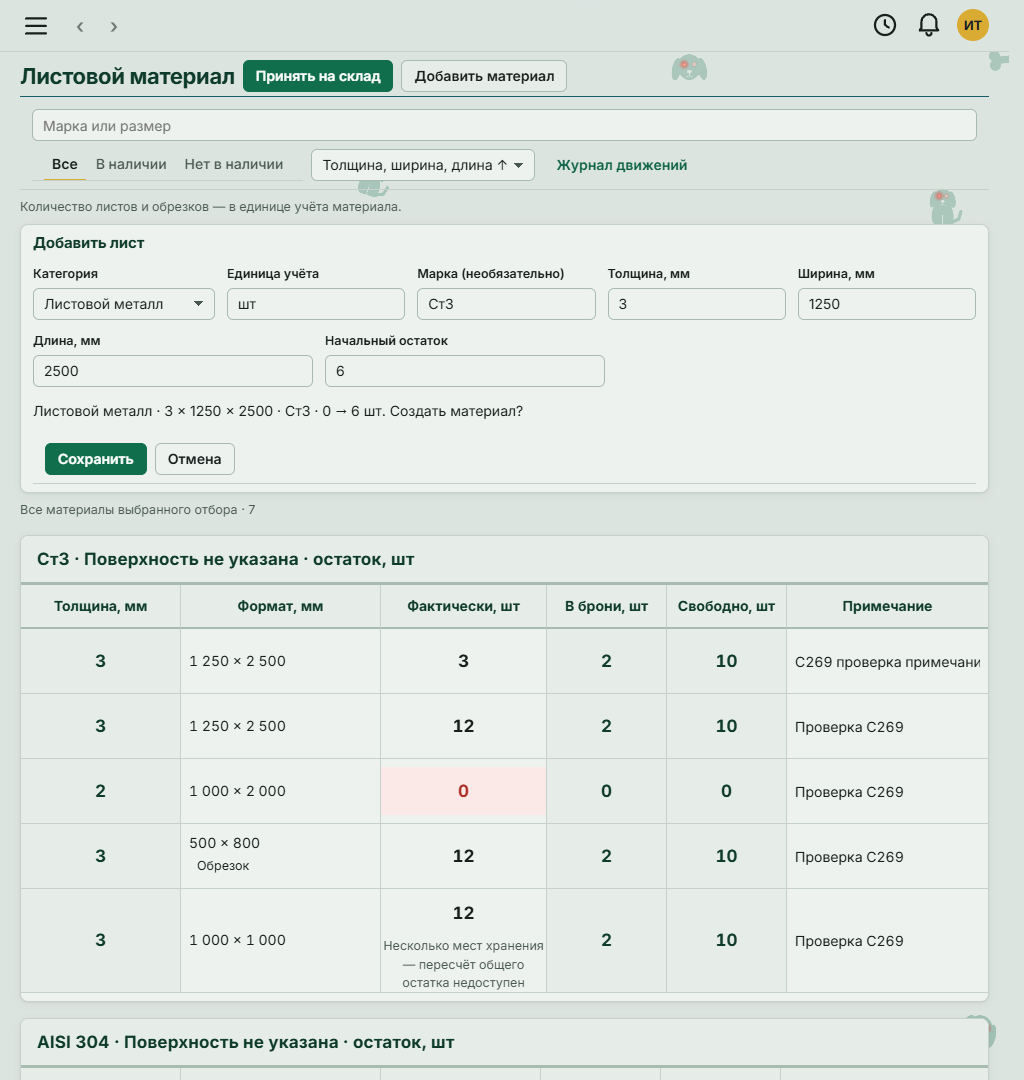 ИТ
Листовой материал
Принять на склад
Добавить материал
Марка или размер
Все
В наличии
Нет в наличии
Толщина, ширина, длина ↑
Журнал движений
Количество листов и обрезков — в единице учёта материала.
Добавить лист
Категория
Единица учёта
Марка (необязательно)
Толщина, мм
Ширина, мм
Листовой металл
шт
Ст3
3
1250
Длина, мм
Начальный остаток
2500
6
Листовой металл · 3 × 1250 × 2500 · Ст3 · 0 → 6 шт. Создать материал?
Сохранить
Отмена
Все материалы выбранного отбора · 7
Ст3 · Поверхность не указана · остаток, шт
Толщина, мм
Формат, мм
Фактически, шт
В брони, шт
Свободно, шт
Примечание
3
1 250 × 2 500
3
2
10
С269 проверка примечани
3
1 250 × 2 500
12
2
10
Проверка С269
2
1 000 × 2 000
0
0
0
Проверка С269
3
500 × 800
Обрезок
12
2
10
Проверка С269
3
1 000 × 1 000
12
Несколько мест хранения
— пересчёт общего
остатка недоступен
2
10
Проверка С269
AISI 304 · Поверхность не указана · остаток, шт